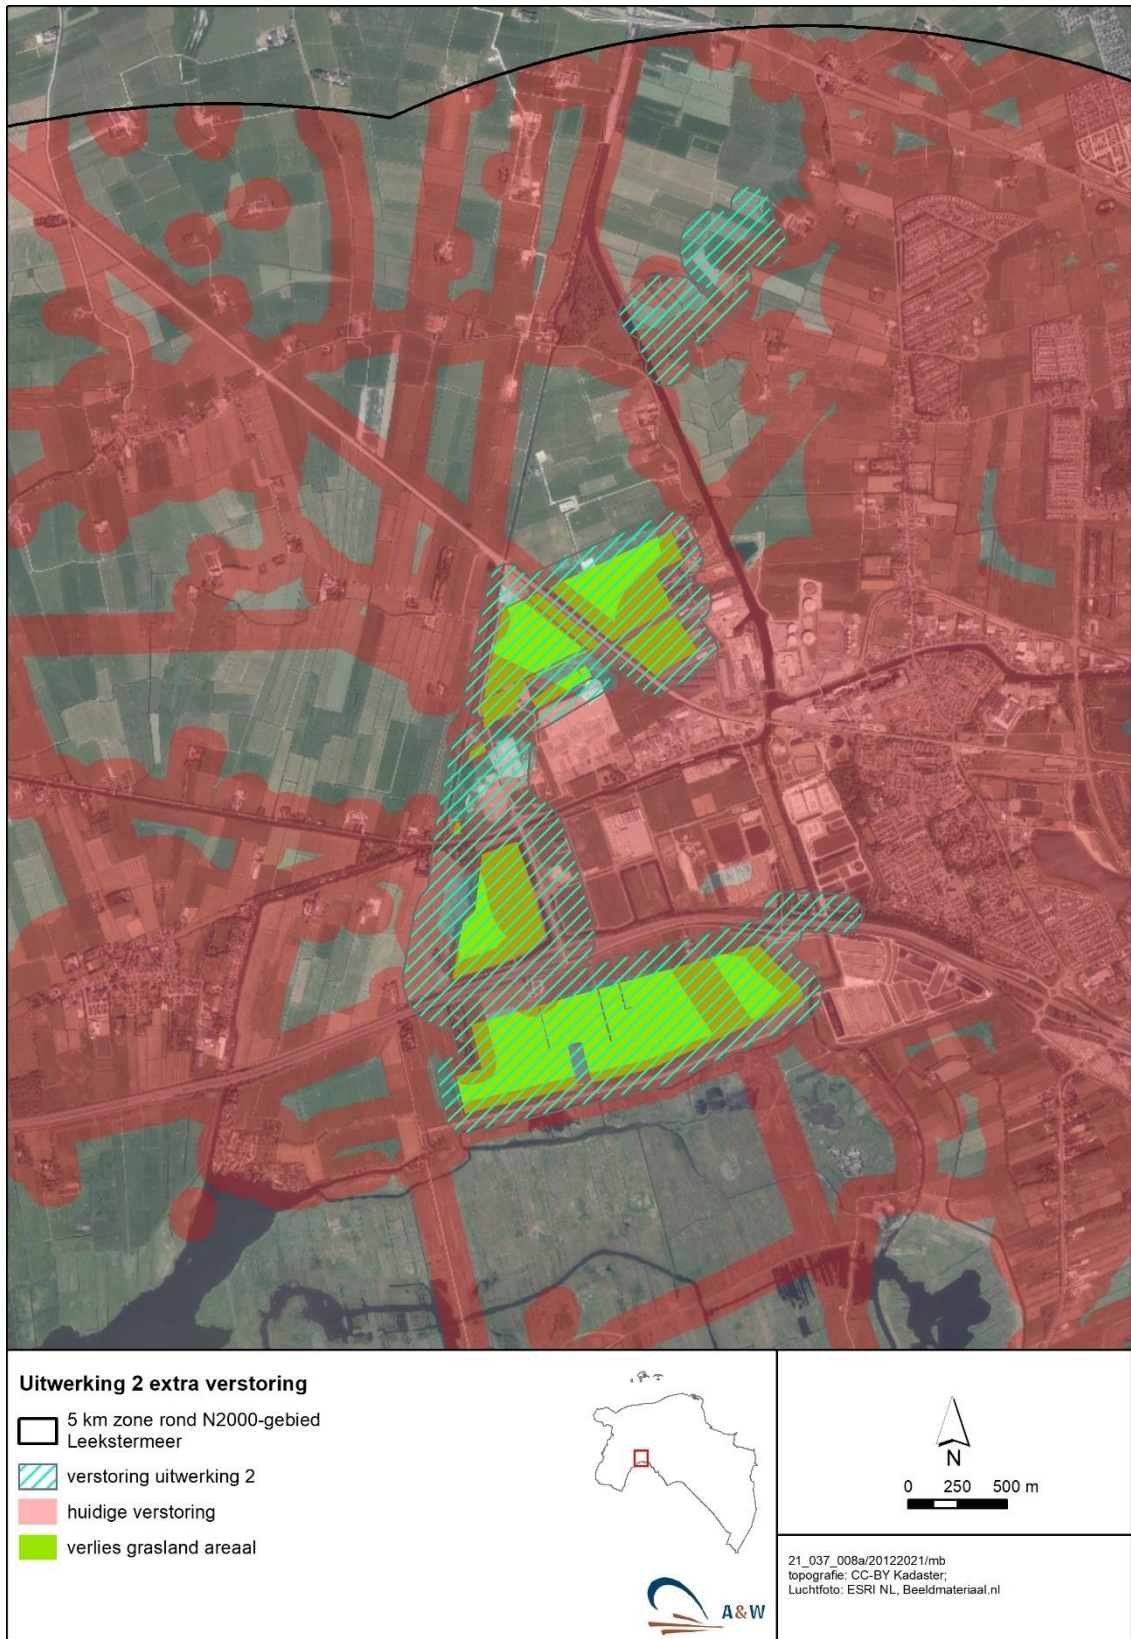 Uitwerking 2 extra verstoring
5 km zone rond N2000-gebied
Leekstermeer
verstoring uitwerking 2
huidige verstoring
verlies grasland areaal
A&W
N
0 250 500 m
21_037_008a/20122021/mb
topografie: CC-BY Kadaster;
Luchtfoto: ESRI NL, Beeldmateriaal.nl